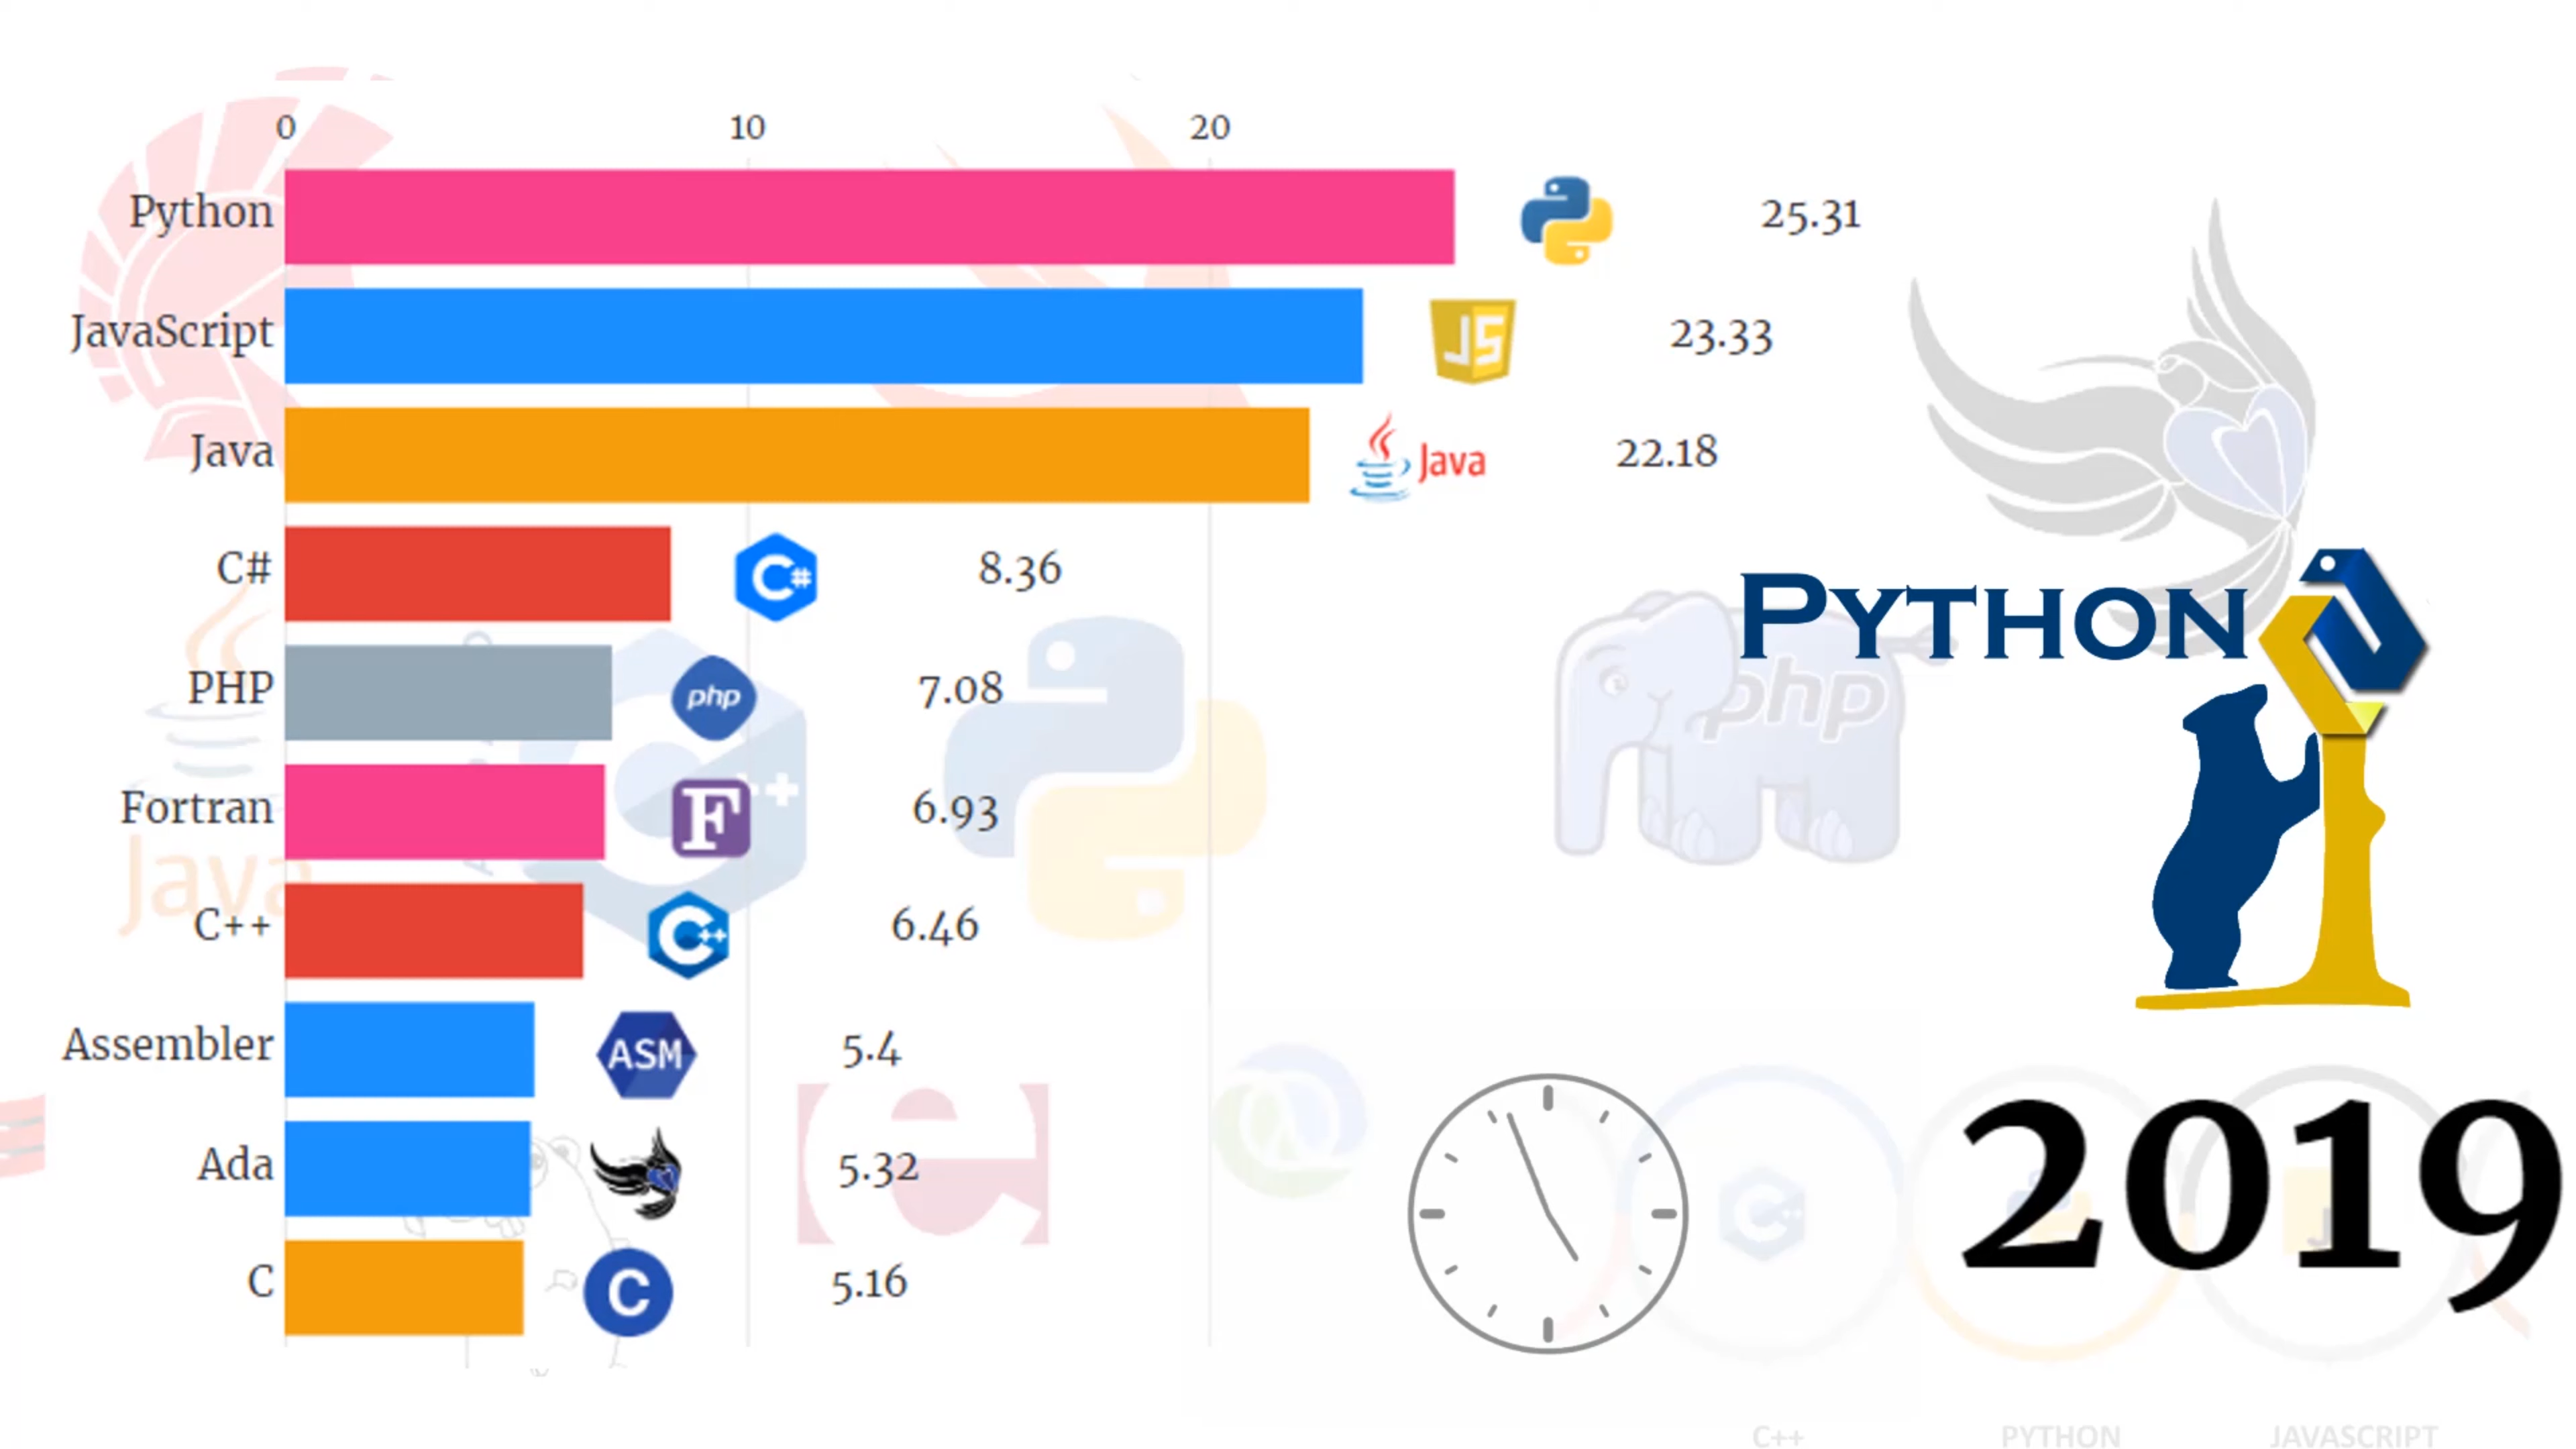 0 10 20
Python 25.31
JavaScript JS 23.33
Java Java 22.18
C# C# 8.36
PHP php 7.08
Fortran F 6.93
C++ C++ 6.46
Assembler ASM 5.4
Ada 5.32
C C 5.16
PYTHON
php
Java
++
2019
C++
C++ PYTHON JAVASCRIPT